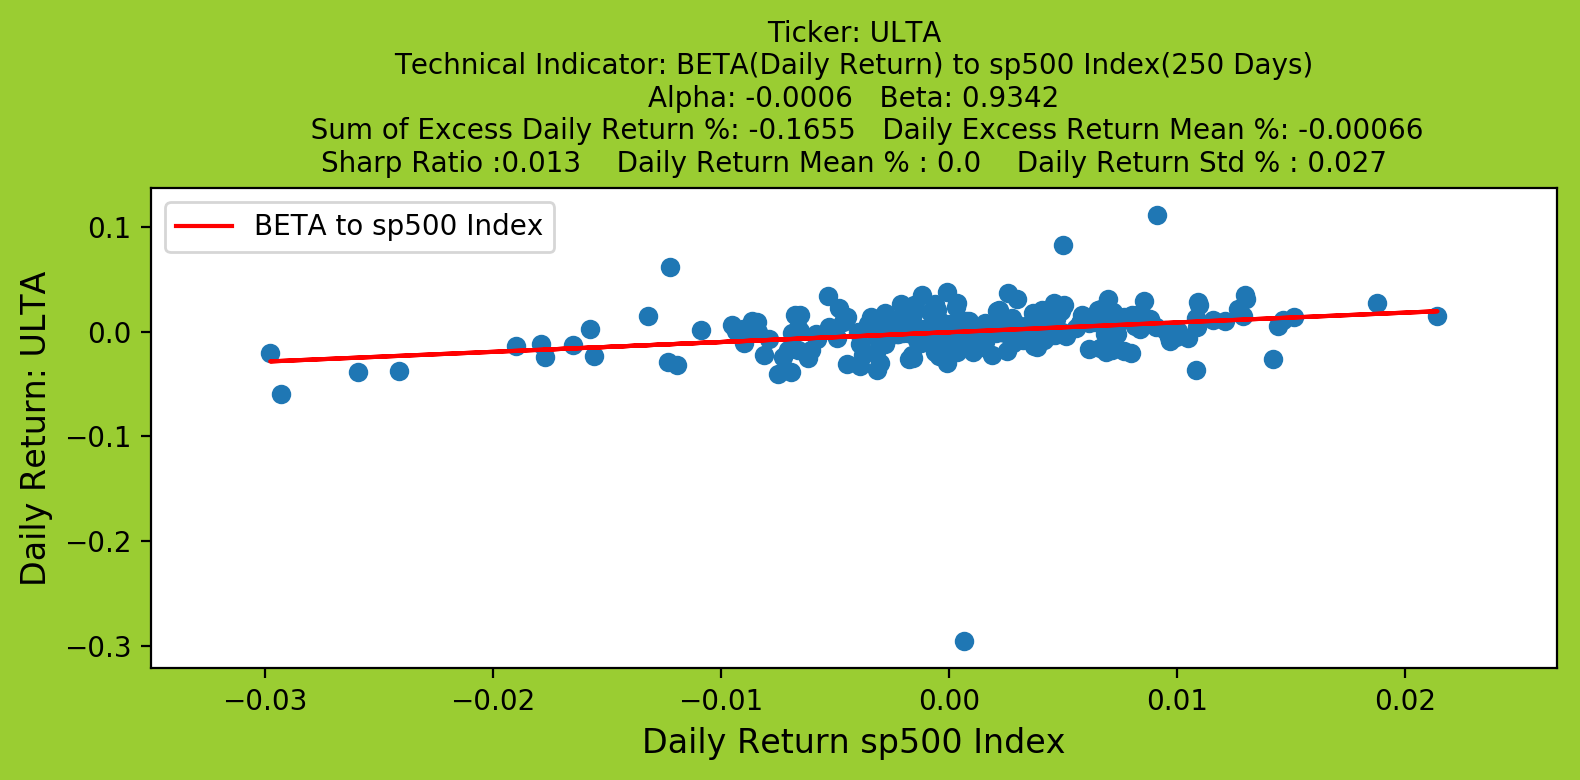 Ticker: ULTA
Technical Indicator: BETA(Daily Return) to sp500 Index(250 Days)
Alpha: -0.0006   Beta: 0.9342
Sum of Excess Daily Return %: -0.1655   Daily Excess Return Mean %: -0.00066
Sharp Ratio :0.013    Daily Return Mean % : 0.0    Daily Return Std % : 0.027
BETA to sp500 Index
Daily Return: ULTA
0.1
0.0
−0.1
−0.2
−0.3
−0.03
−0.02
−0.01
0.00
0.01
0.02
Daily Return sp500 Index